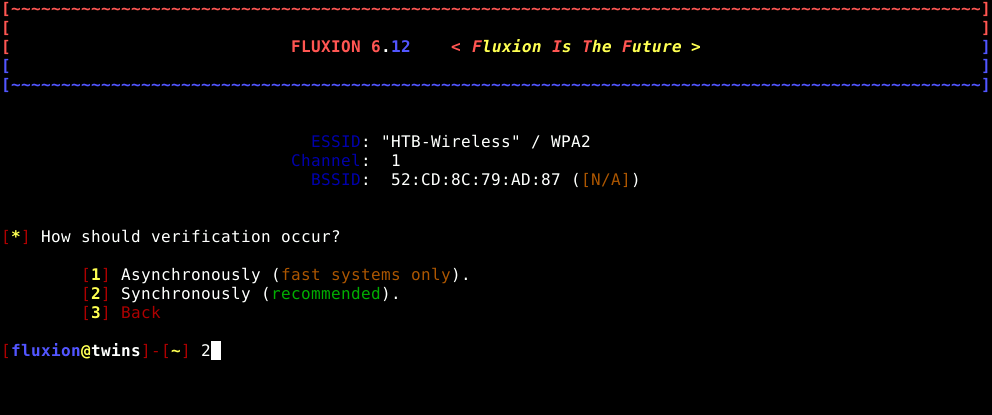 [~~~~~~~~~~~~~~~~~~~~~~~~~~~~~~~~~~~~~~~~~~~~~~~~~~~~~~~~~~~~~~~~~~~~~~~~~~~~~~~~~~~~~~~~~~~~~~~~~]
[                                                                                                 ]
[                            FLUXION 6.12    < Fluxion Is The Future >                            ]
[                                                                                                 ]
[~~~~~~~~~~~~~~~~~~~~~~~~~~~~~~~~~~~~~~~~~~~~~~~~~~~~~~~~~~~~~~~~~~~~~~~~~~~~~~~~~~~~~~~~~~~~~~~~~]
ESSID: "HTB-Wireless" / WPA2
Channel:  1
BSSID:  52:CD:8C:79:AD:87 ([N/A])
[*] How should verification occur?
[1] Asynchronously (fast systems only).
[2] Synchronously (recommended).
[3] Back
[fluxion@twins]-[~] 2